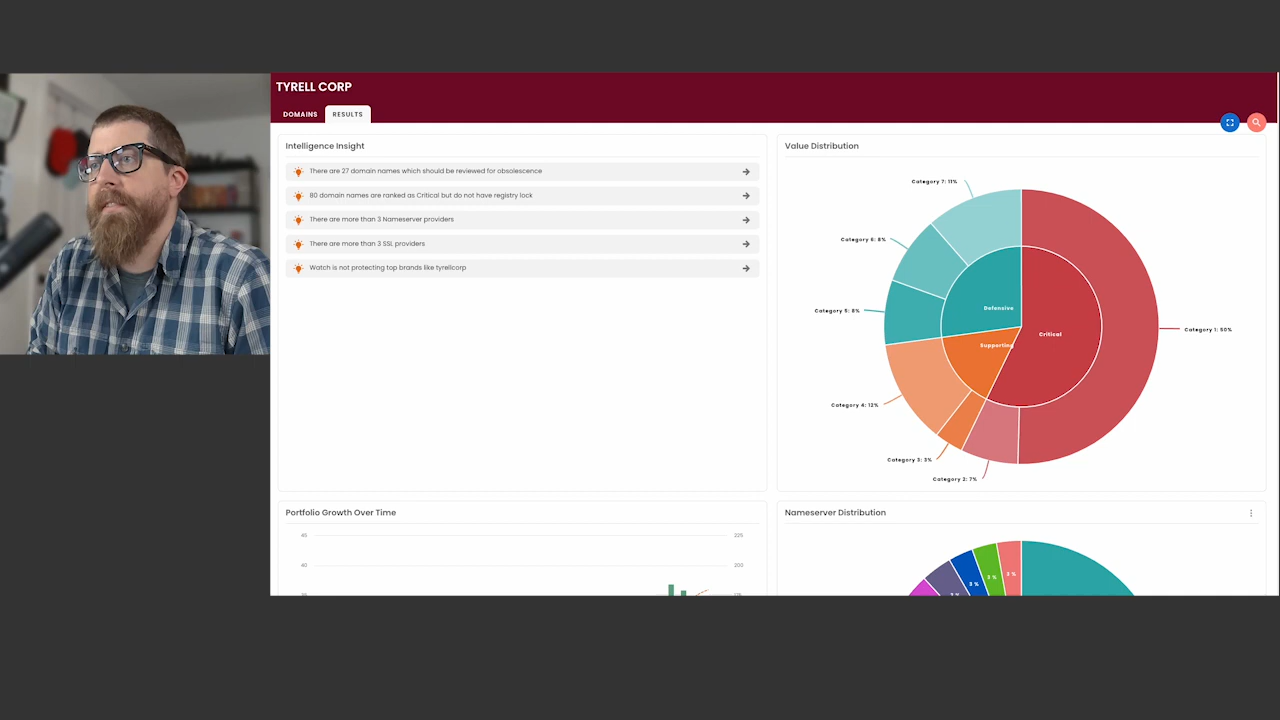 TYRELL CORP
DOMAINS
RESULTS
Intelligence Insight
There are 27 domain names which should be reviewed for obsolescence
80 domain names are ranked as Critical but do not have registry lock
There are more than 3 Nameserver providers
There are more than 3 SSL providers
Watch is not protecting top brands like tyrellcorp
Value Distribution
Category 7: 11%
Category 6: 8%
Category 5: 8%
Category 4: 12%
Category 3: 3%
Category 2: 7%
Category 1: 50%
Defensive
Supporting
Critical
Portfolio Growth Over Time
45
225
40
200
Nameserver Distribution
3 %
3 %
3 %